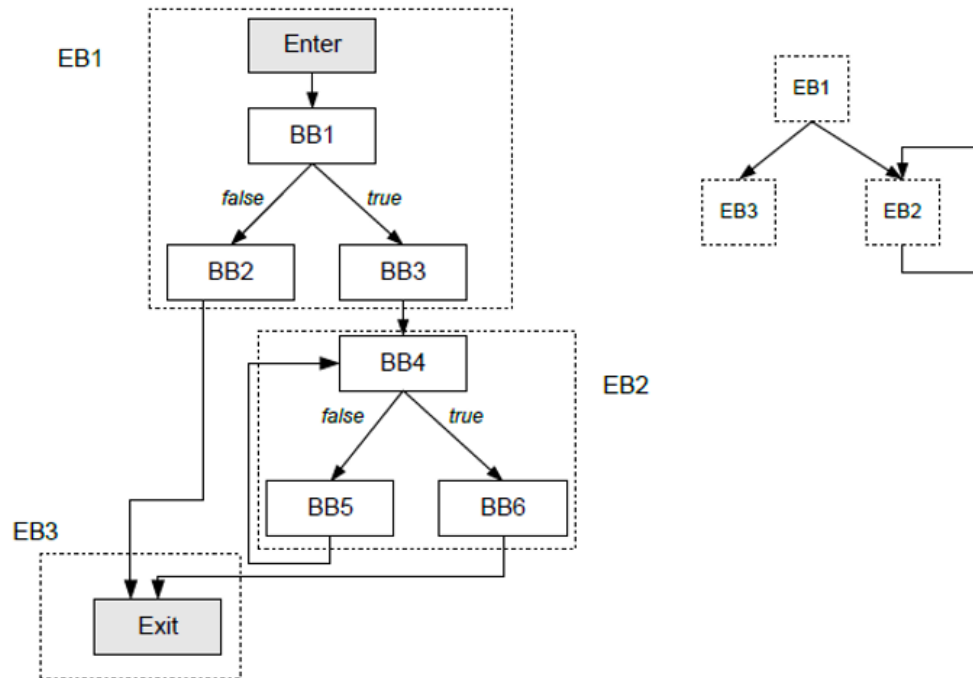 Enter
EB1
BB1
false
true
BB2
BB3
BB4
false
true
EB2
BB5
BB6
EB3
Exit
EB1
EB3
EB2